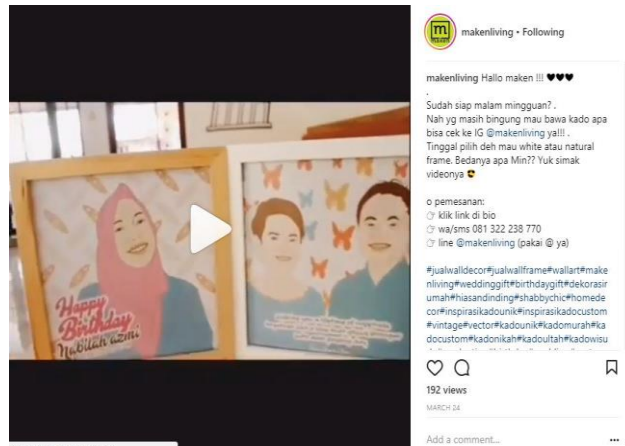 makenliving • Following
makenliving Hallo maken !!! ♥♥♥
.
Sudah siap malam mingguan? .
Nah yg masih bingung mau bawa kado apa
bisa cek ke IG @makenliving ya!!! .
Tinggal pilih deh mau white atau natural
frame. Bedanya apa Min?? Yuk simak
videonya 😎
o pemesanan:
👉 klik link di bio
👉 wa/sms 081 322 238 770
👉 line @makenliving (pakai @ ya)
#jualwalldecor#jualwallframe#wallart#make
nliving#weddinggift#birthdaygift#dekorasir
umah#hiasandinding#shabbychic#homede
cor#inspirasikadounik#inspirasikadocustom
#vintage#vector#kadounik#kadomurah#ka
docustom#kadonikah#kadoultah#kadowisu
192 views
MARCH 24
Add a comment...
Happy
Birthday
Nabilah azmi